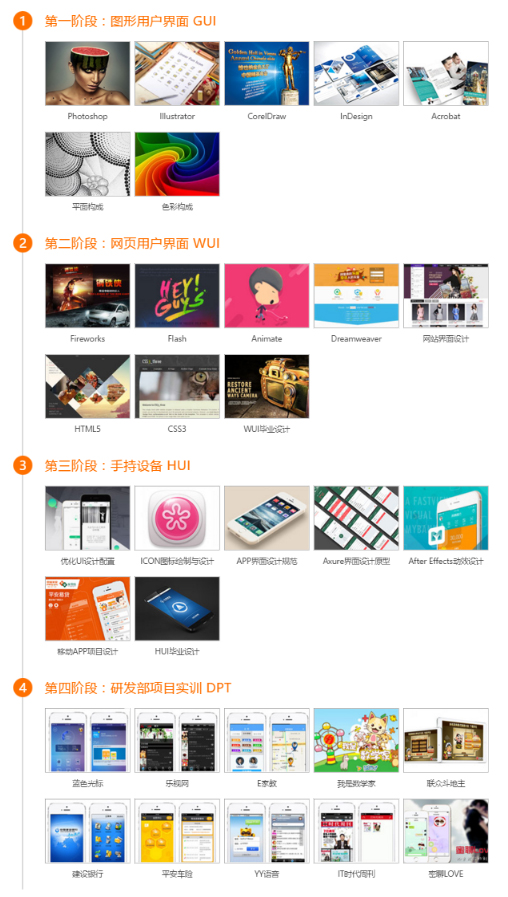 1 第一阶段：图形用户界面 GUI
Golden
Photoshop
Illustrator
CorelDraw
InDesign
Acrobat
平面构成
色彩构成
2 第二阶段：网页用户界面 WUI
HEY!
GUYS
Fireworks
Flash
Animate
Dreamweaver
网站界面设计
RESTORE
ANCIENT
WAYS CAMERA
HTML5
CSS3
WUI毕业设计
3 第三阶段：手持设备 HUI
优化UI设计配置
ICON图标绘制与设计
APP界面设计规范
Axure界面设计原型
After Effects动效设计
移动APP项目设计
HUI毕业设计
4 第四阶段：研发部项目实训 DPT
蓝色光标
乐视网
E家教
我是数学家
联众斗地主
建设银行
平安车险
YY语音
IT时代周刊
密聊LOVE